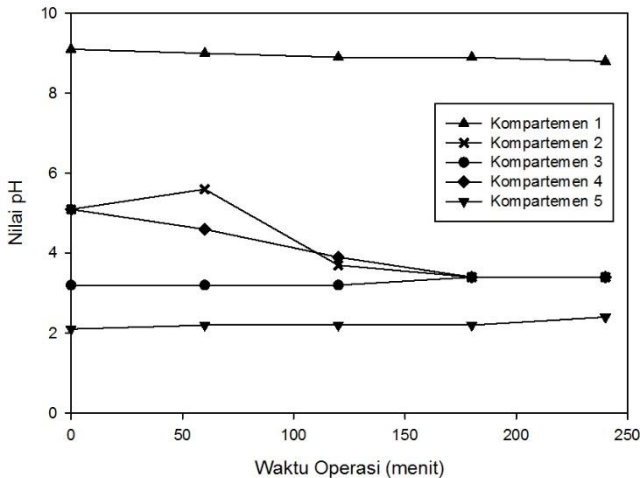 10
8
6
4
2
0
Nilai pH
Kompartemen 1
Kompartemen 2
Kompartemen 3
Kompartemen 4
Kompartemen 5
0
50
100
150
200
250
Waktu Operasi (menit)